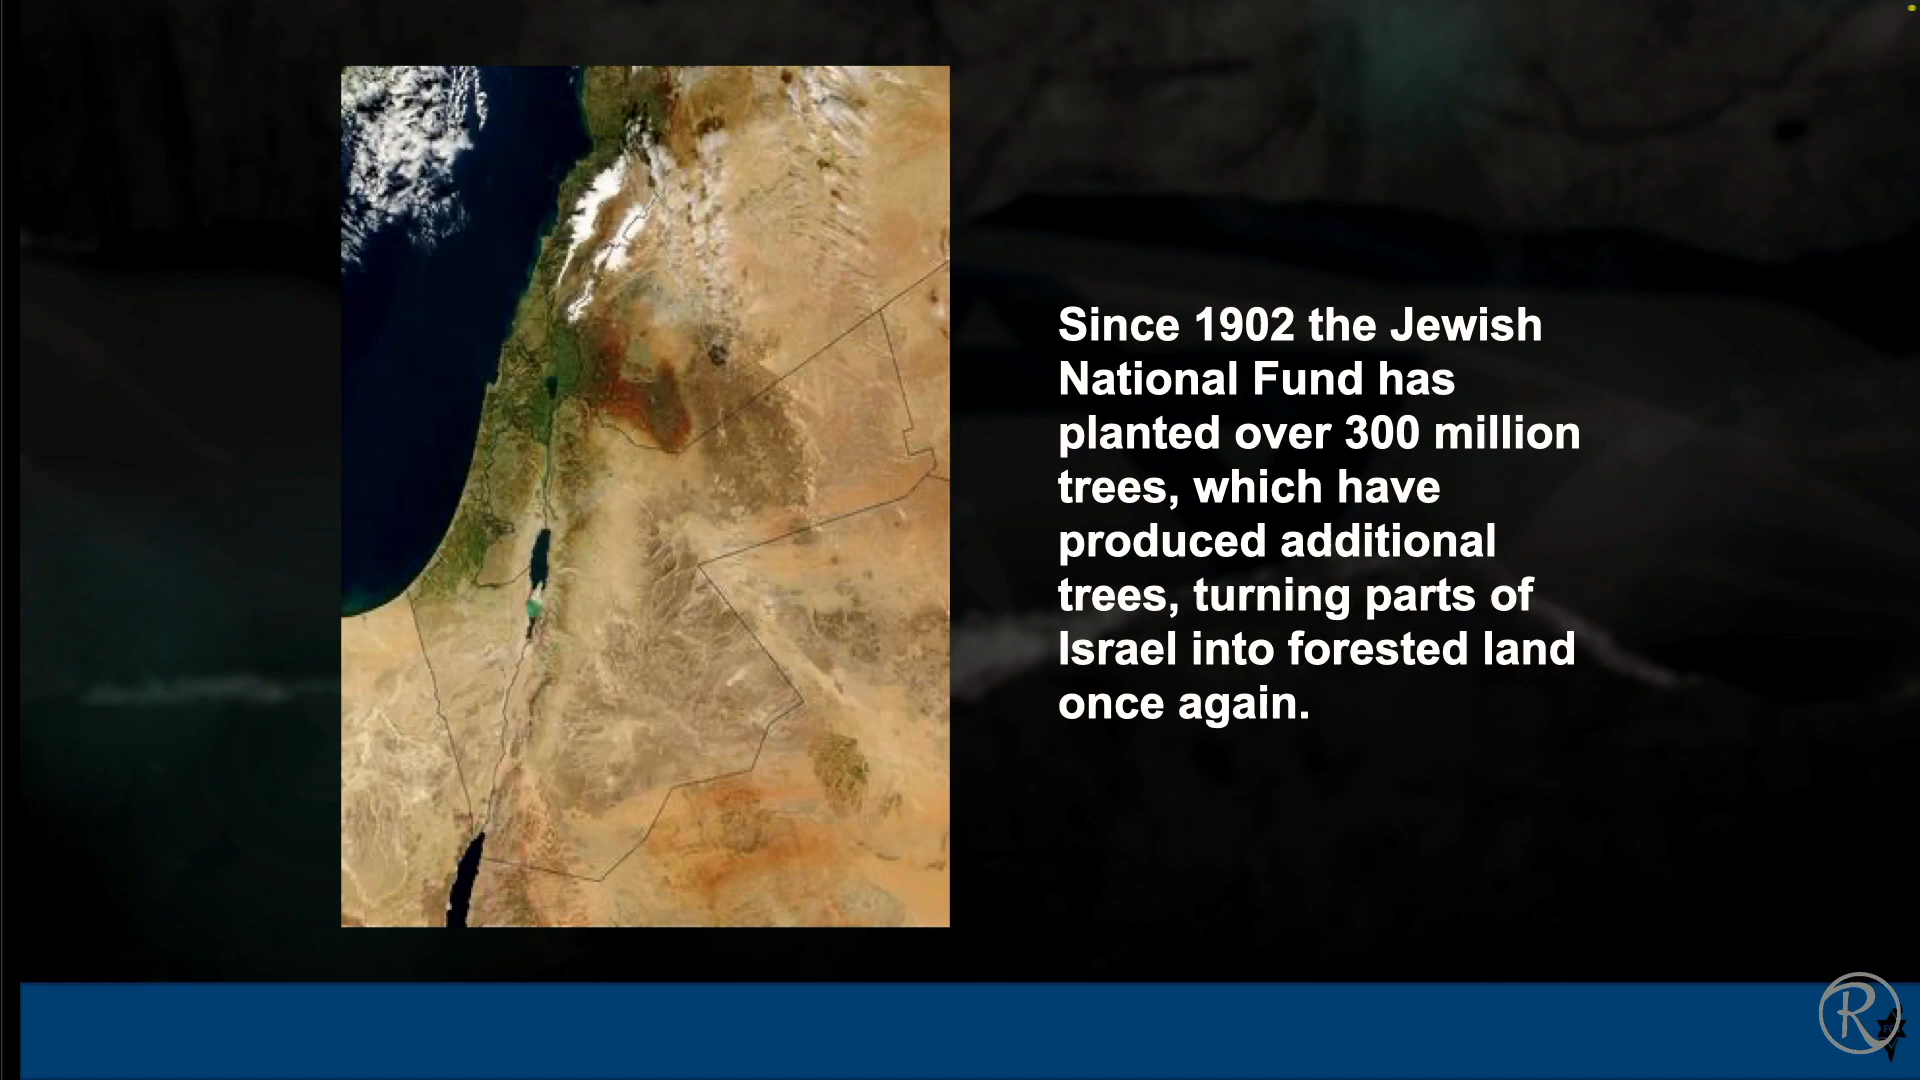 Since 1902 the Jewish
National Fund has
planted over 300 million
trees, which have
produced additional
trees, turning parts of
Israel into forested land
once again.
R